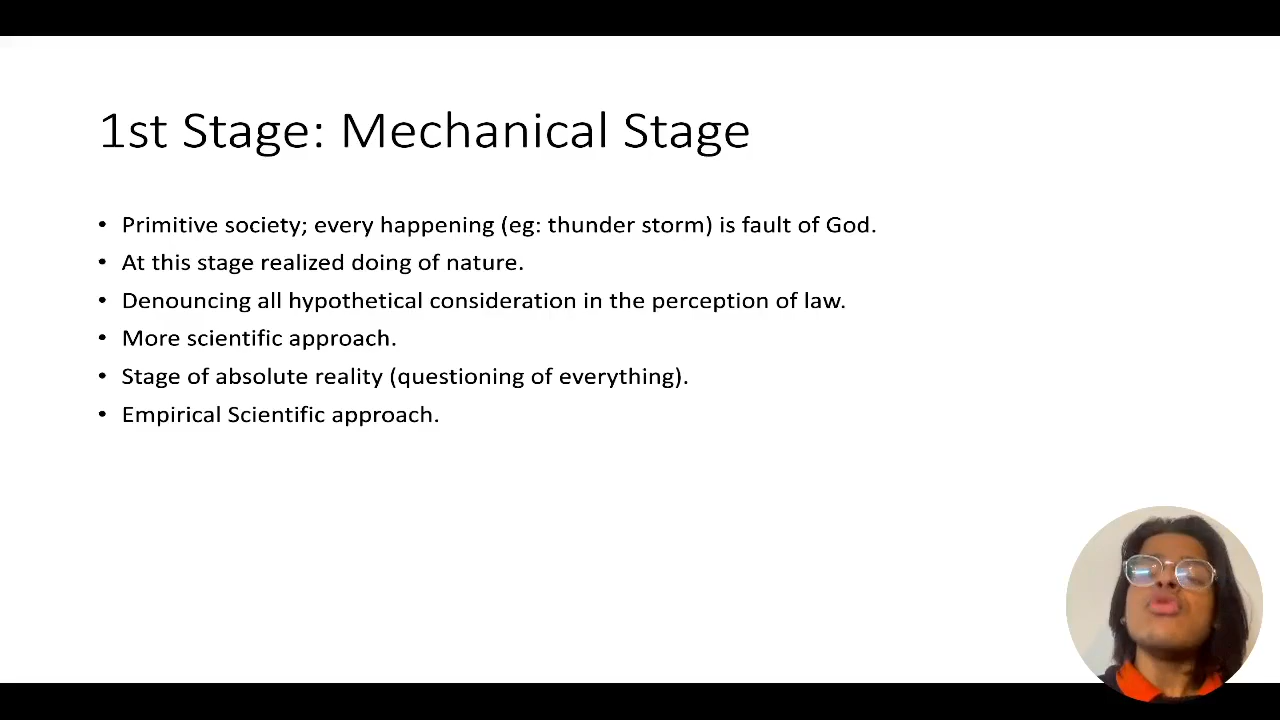 1st Stage: Mechanical Stage
• Primitive society; every happening (eg: thunder storm) is fault of God.
• At this stage realized doing of nature.
• Denouncing all hypothetical consideration in the perception of law.
• More scientific approach.
• Stage of absolute reality (questioning of everything).
• Empirical Scientific approach.